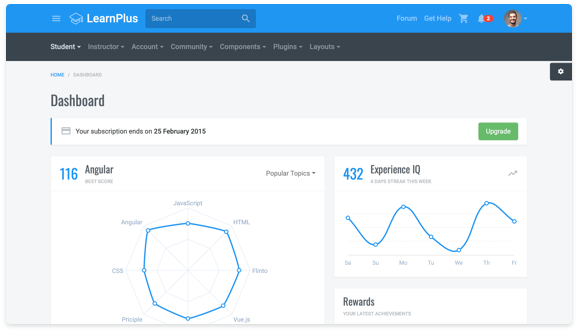 LearnPlus
Search
Forum
Get Help
3
Student
Instructor
Account
Community
Components
Plugins
Layouts
HOME / DASHBOARD
Dashboard
Your subscription ends on 25 February 2015
Upgrade
116
Angular
BEST SCORE
Popular Topics
JavaScript
Angular
HTML
CSS
Flinto
Priciple
Vue.js
432
Experience IQ
4 DAYS STREAK THIS WEEK
Sa Su Mo Tu We Th Fr
Rewards
YOUR LATEST ACHIEVEMENTS